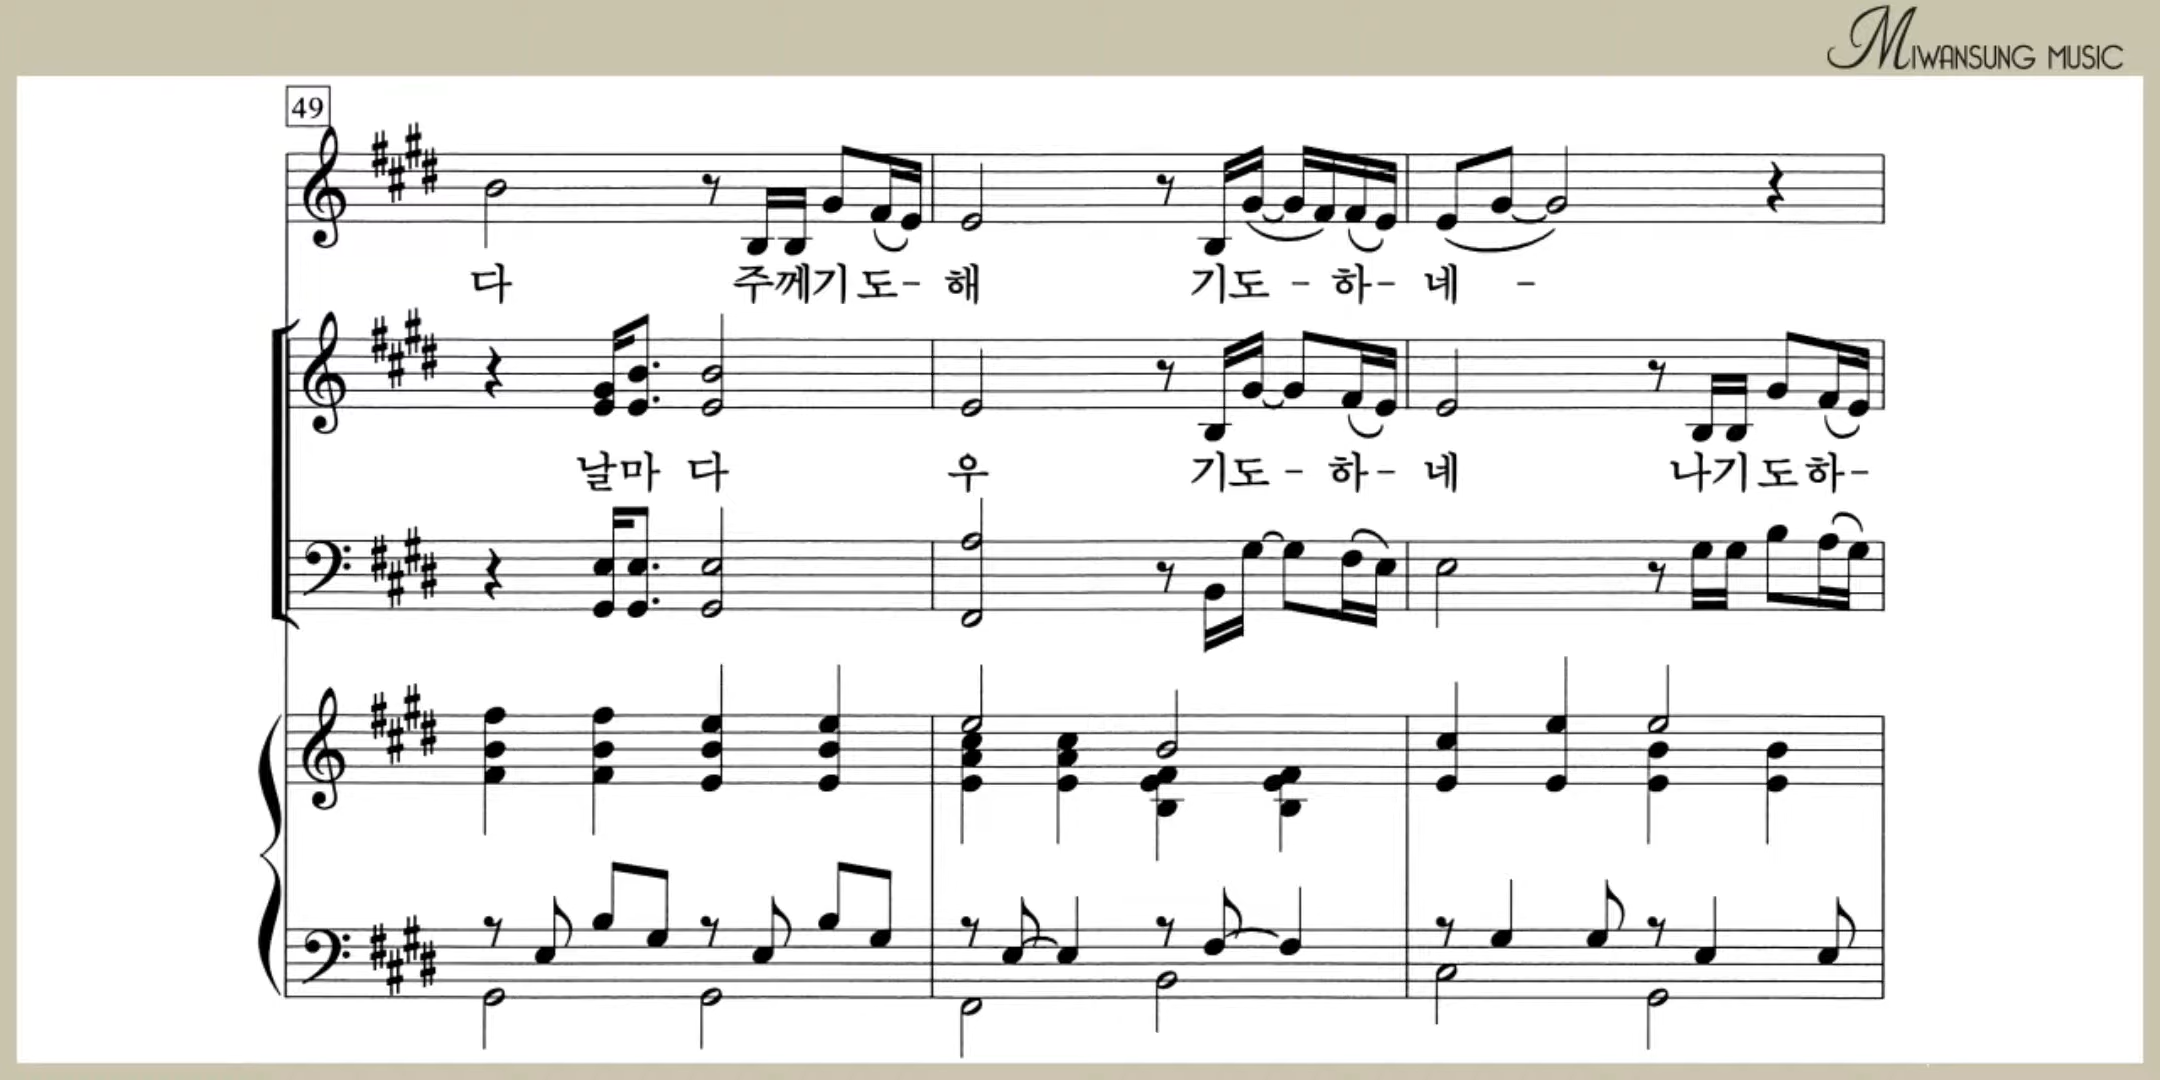 MIWANSUNG MUSIC
49
다 주께기도- 해 기도 - 하- 네 -
날마 다 우 기도 - 하- 네 나기도하-